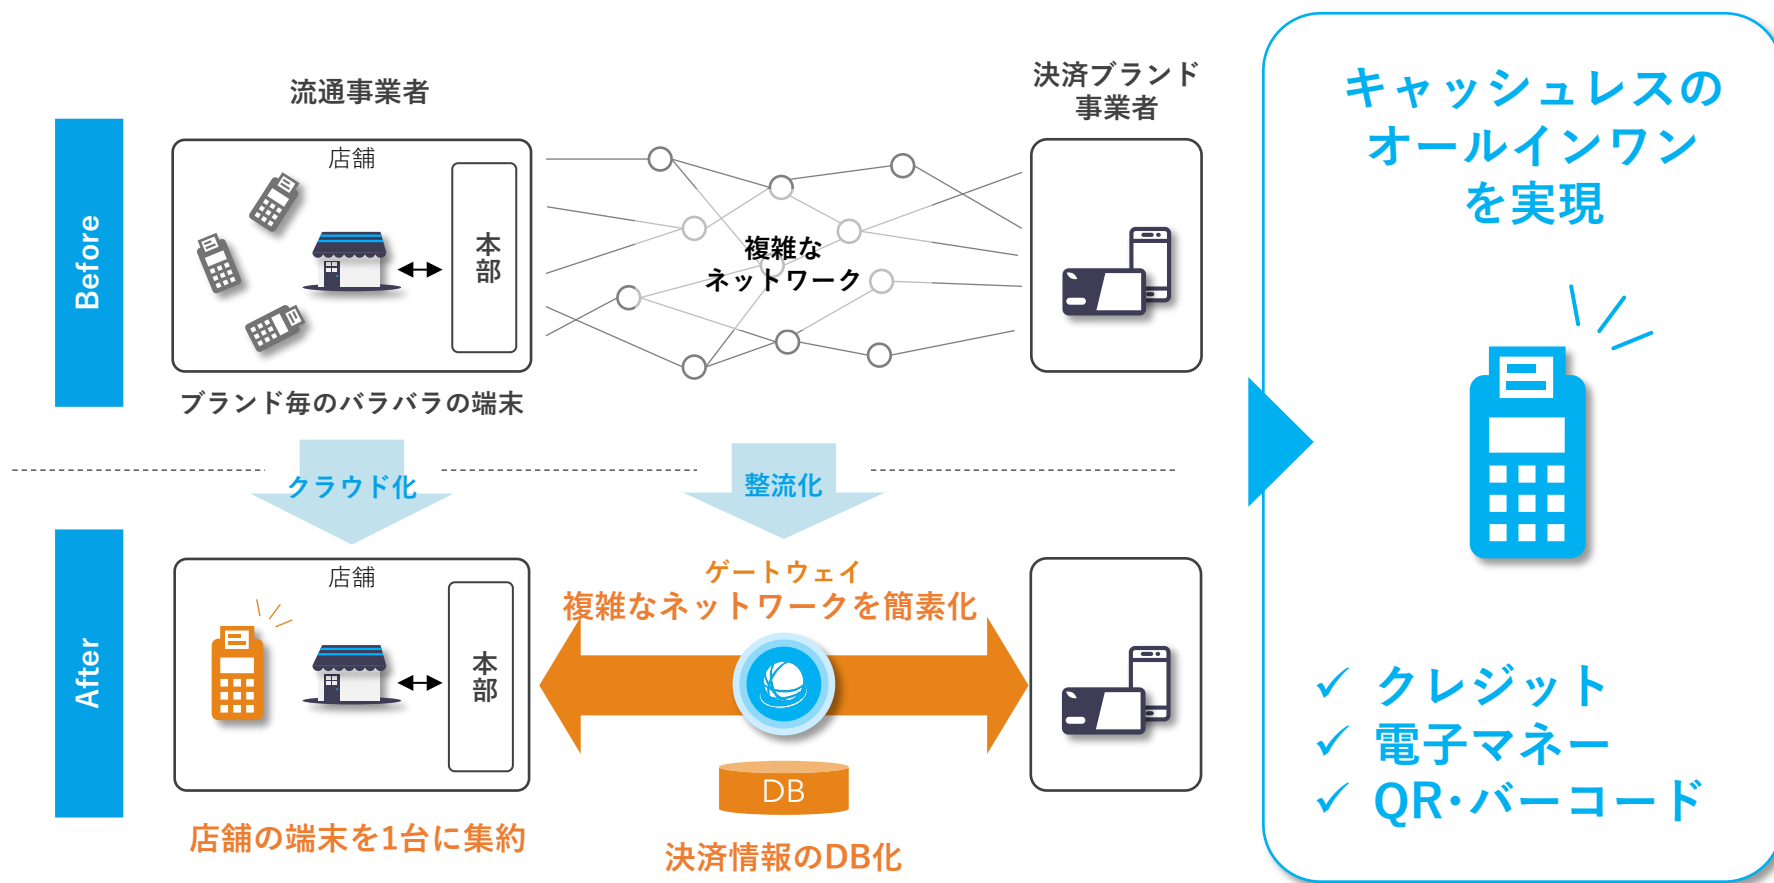 流通事業者
決済ブランド
事業者
Before
店舗
本部
複雑な
ネットワーク
ブランド毎のバラバラの端末
クラウド化
整流化
After
店舗
本部
ゲートウェイ
複雑なネットワークを簡素化
DB
店舗の端末を1台に集約
決済情報のDB化
キャッシュレスの
オールインワン
を実現
✓ クレジット
✓ 電子マネー
✓ QR・バーコード